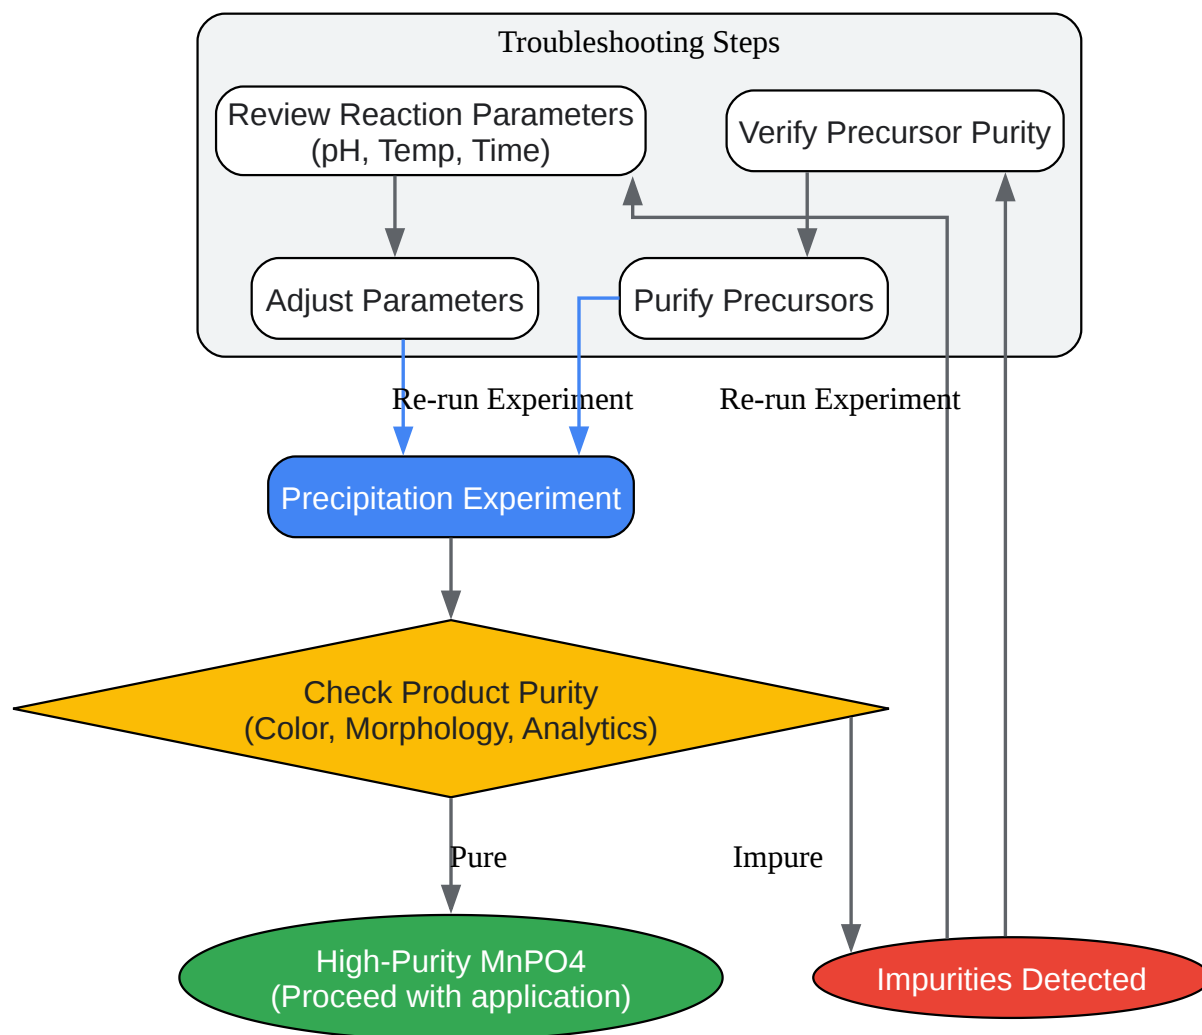 Troubleshooting Steps
Review Reaction Parameters
(pH, Temp, Time)
Verify Precursor Purity
Adjust Parameters
Purify Precursors
Re-run Experiment
Re-run Experiment
Precipitation Experiment
Check Product Purity
(Color, Morphology, Analytics)
Pure
Impure
High-Purity MnPO4
(Proceed with application)
Impurities Detected